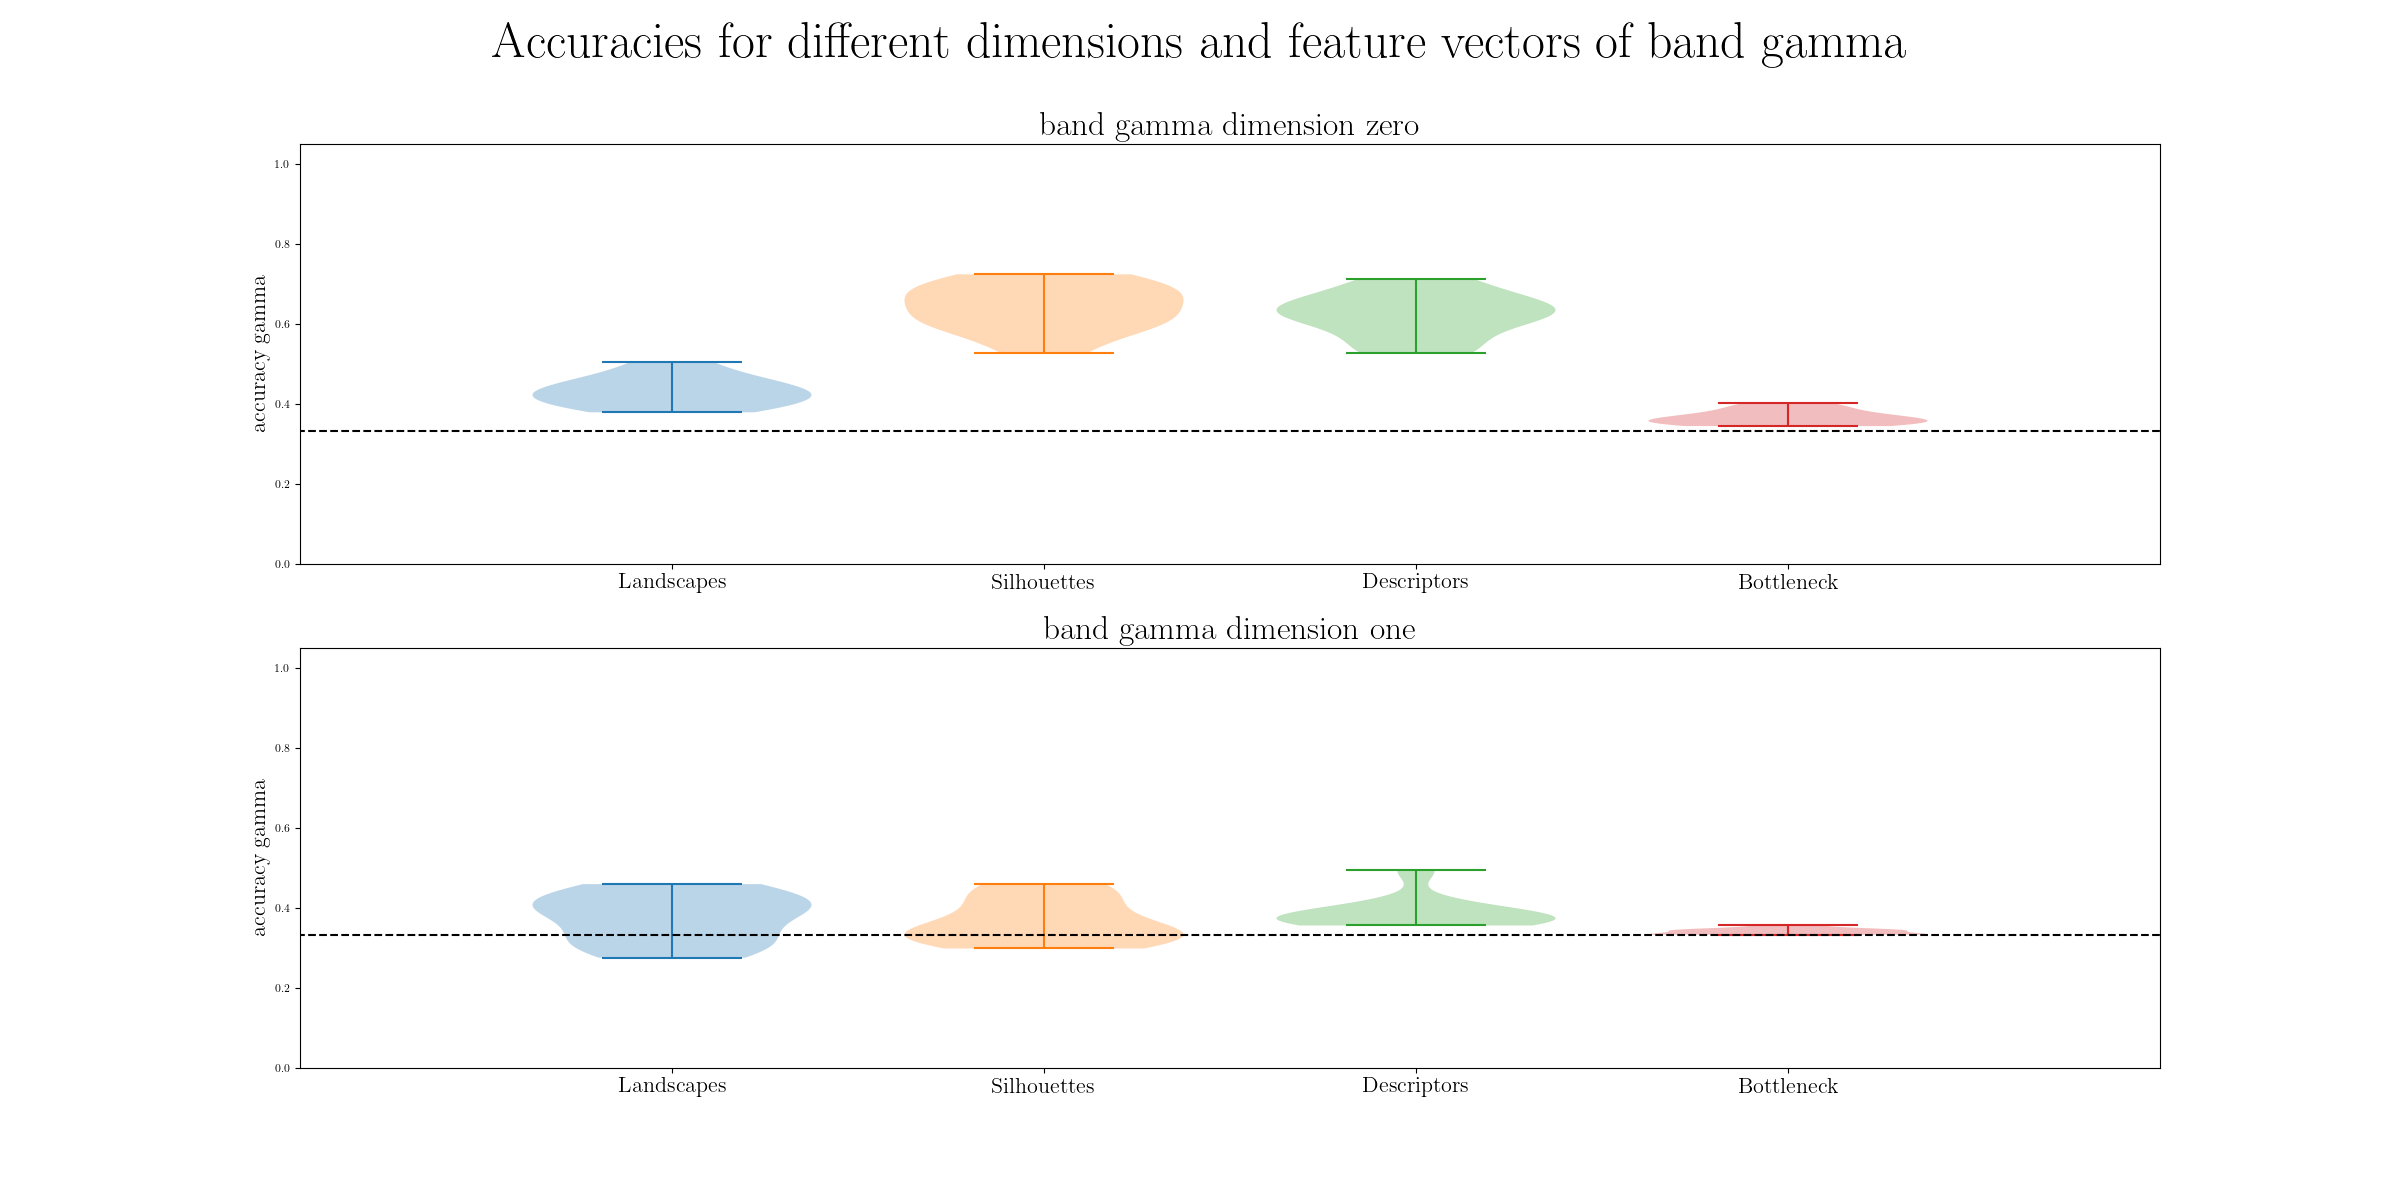 Accuracies for different dimensions and feature vectors of band gamma
band gamma dimension zero
accuracy gamma
1.0
0.8
0.6
0.4
0.2
0.0
Landscapes Silhouettes Descriptors Bottleneck
band gamma dimension one
accuracy gamma
1.0
0.8
0.6
0.4
0.2
0.0
Landscapes Silhouettes Descriptors Bottleneck